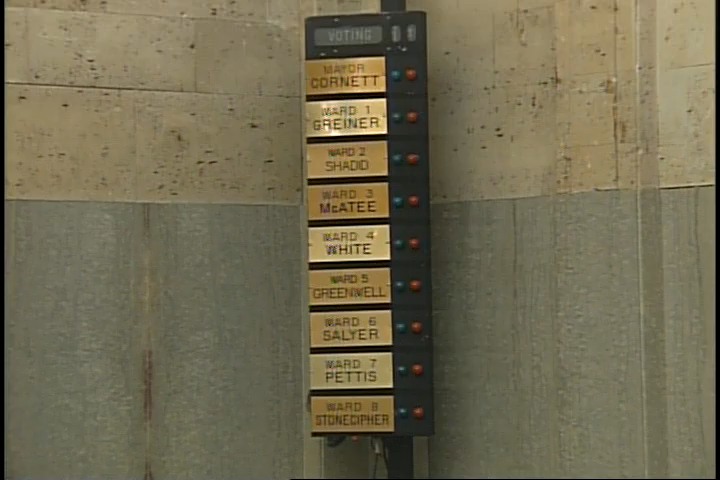 VOTING
MAYOR
CORNETT
WARD 1
GREINER
WARD 2
SHADID
WARD 3
McATEE
WARD 4
WHITE
WARD 5
GREENWELL
WARD 6
SALYER
WARD 7
PETTIS
WARD 8
STONECIPHER